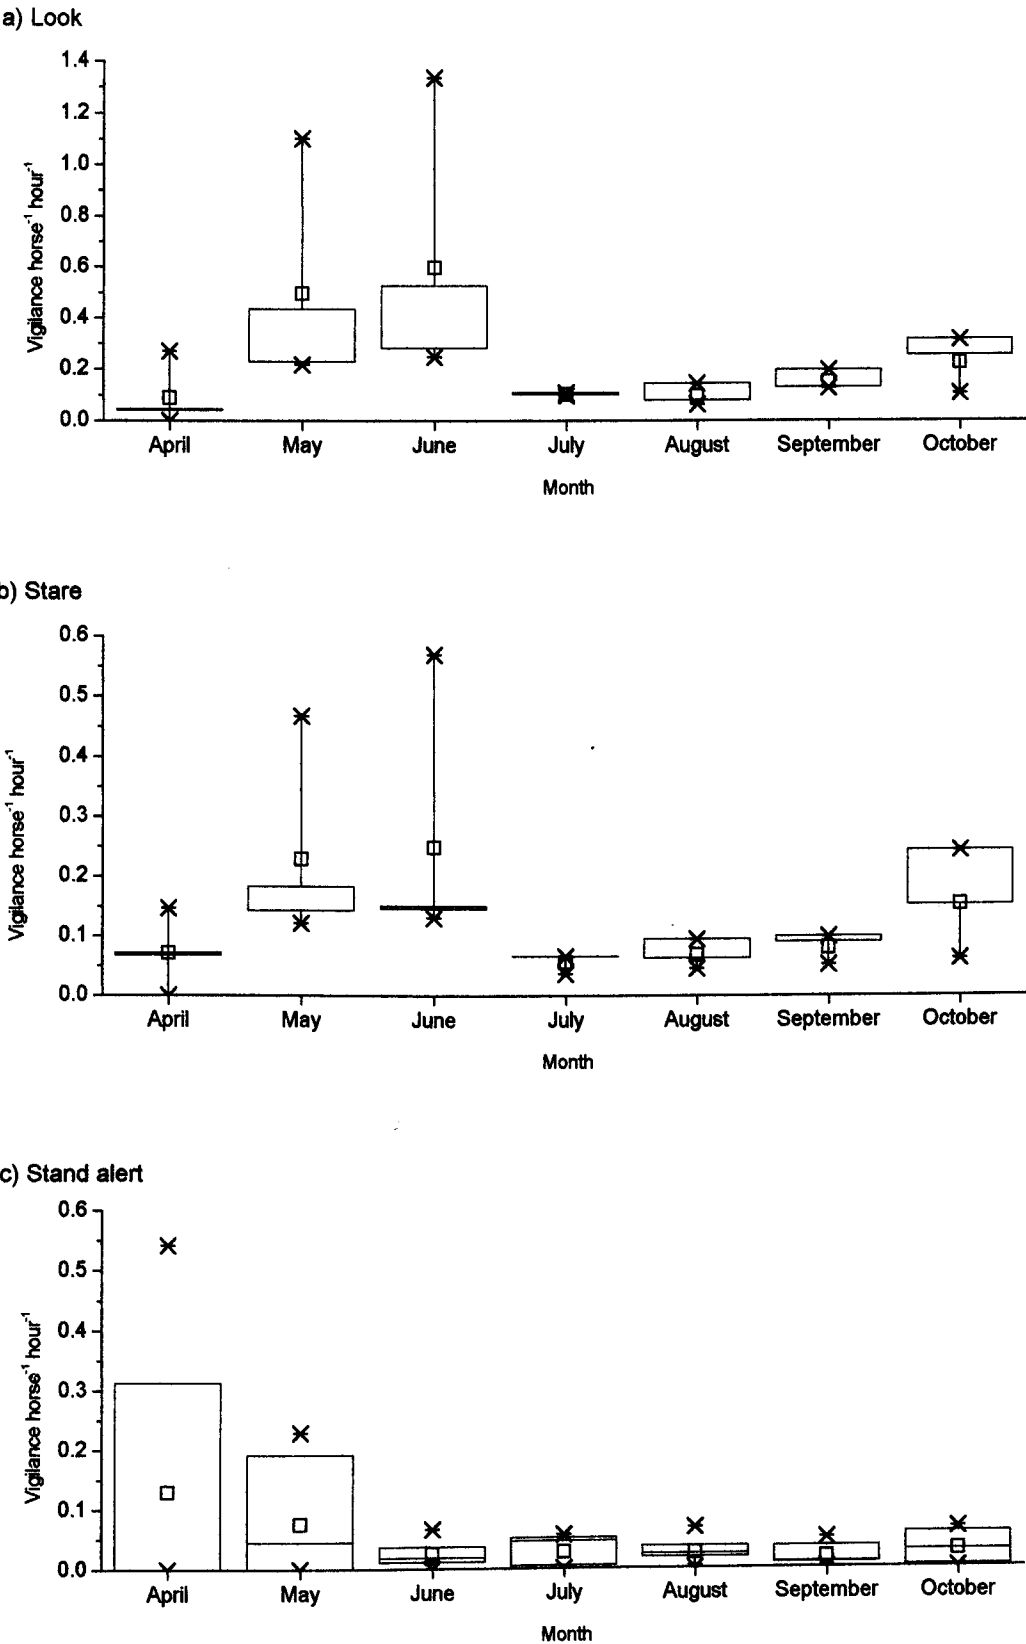 a) Look
1.4
1.2
1.0
0.8
0.6
0.4
0.2
0.0
Vigilance horse⁻¹ hour⁻¹
April May June July August September October
Month
b) Stare
0.6
0.5
0.4
0.3
0.2
0.1
0.0
Vigilance horse⁻¹ hour⁻¹
April May June July August September October
Month
c) Stand alert
0.6
0.5
0.4
0.3
0.2
0.1
0.0
Vigilance horse⁻¹ hour⁻¹
April May June July August September October
Month